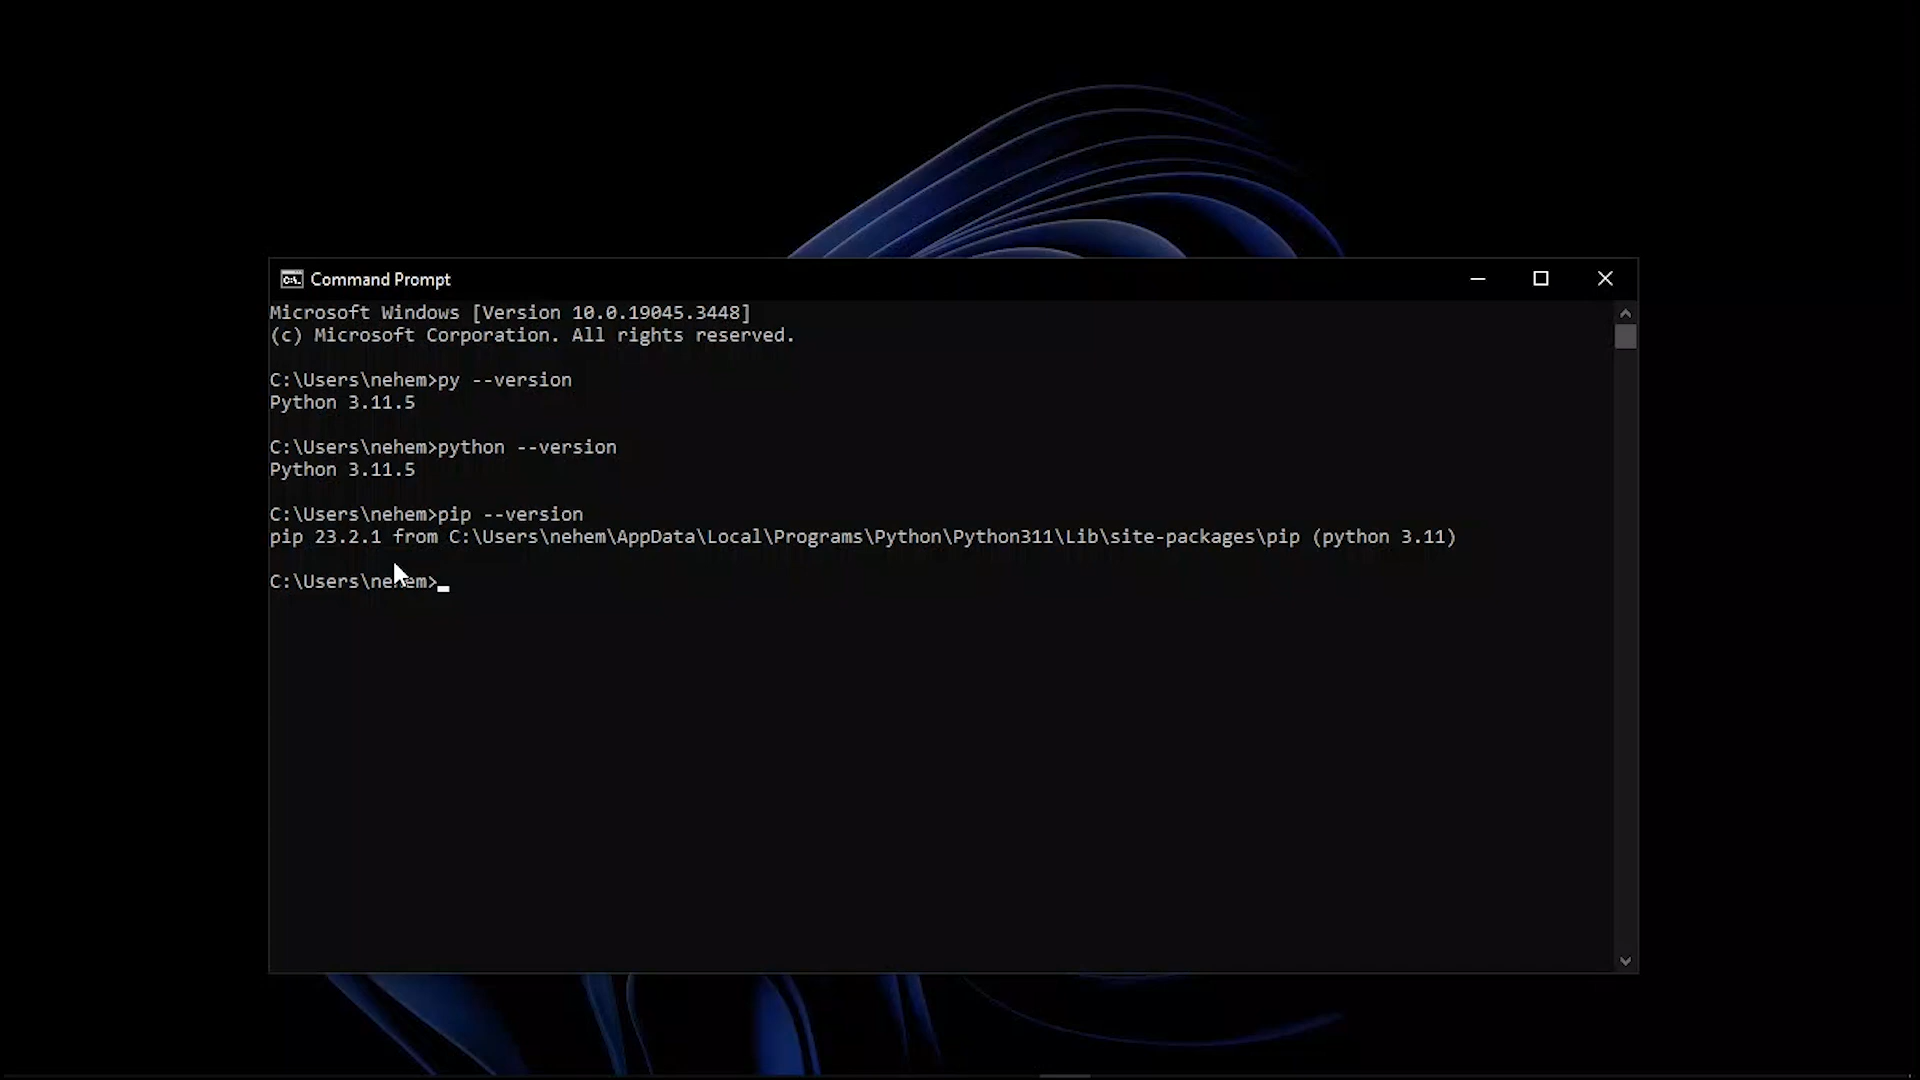 Command Prompt
Microsoft Windows [Version 10.0.19045.3448]
(c) Microsoft Corporation. All rights reserved.
C:\Users\nehem>py --version
Python 3.11.5
C:\Users\nehem>python --version
Python 3.11.5
C:\Users\nehem>pip --version
pip 23.2.1 from C:\Users\nehem\AppData\Local\Programs\Python\Python311\Lib\site-packages\pip (python 3.11)
C:\Users\nehem>